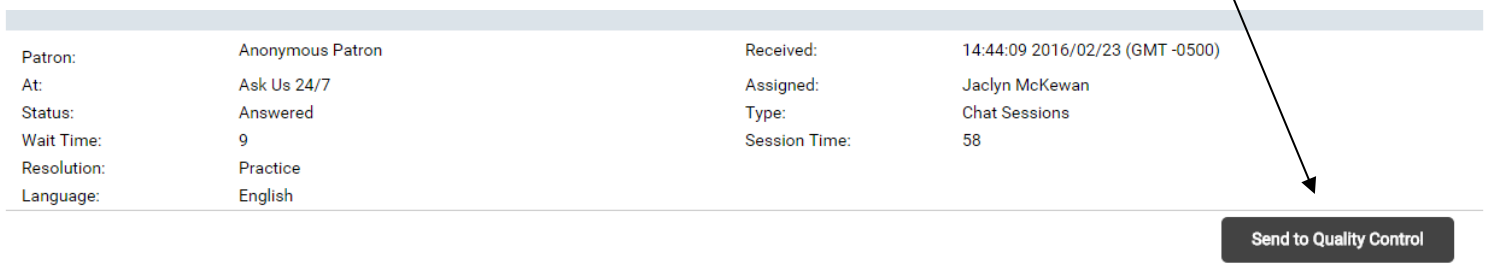 Patron: Anonymous Patron Received: 14:44:09 2016/02/23 (GMT -0500)
At: Ask Us 24/7 Assigned: Jaclyn McKewan
Status: Answered Type: Chat Sessions
Wait Time: 9 Session Time: 58
Resolution: Practice
Language: English
Send to Quality Control